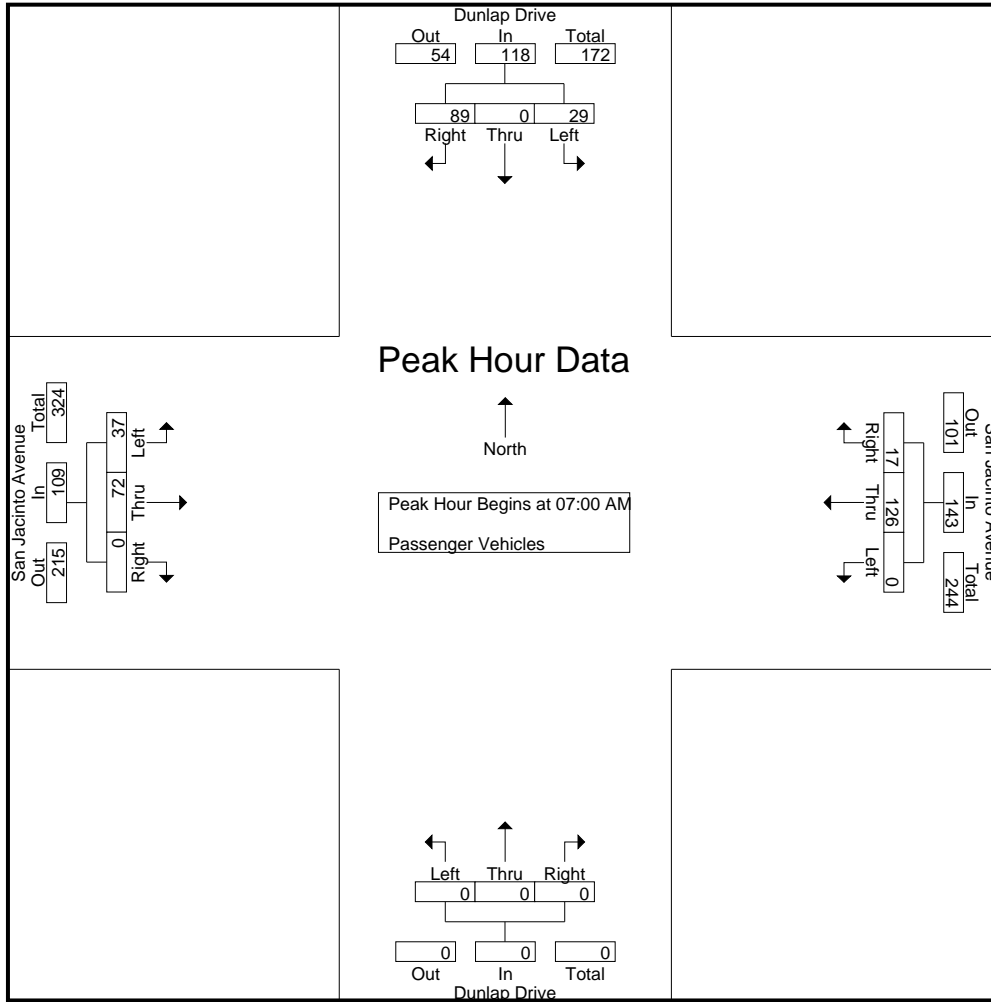 Dunlap Drive
Out In Total
54 118 172
89 0 29
Right Thru Left
Peak Hour Data
North
Peak Hour Begins at 07:00 AM
Passenger Vehicles
San Jacinto Avenue
Total In Out
324 109 215
37 72 0
Left Thru Right
Right Thru Left
17 126 0
Out In Total
101 143 244
San Jacinto Avenue
Left Thru Right
0 0 0
0 0 0
Out In Total
Dunlap Drive